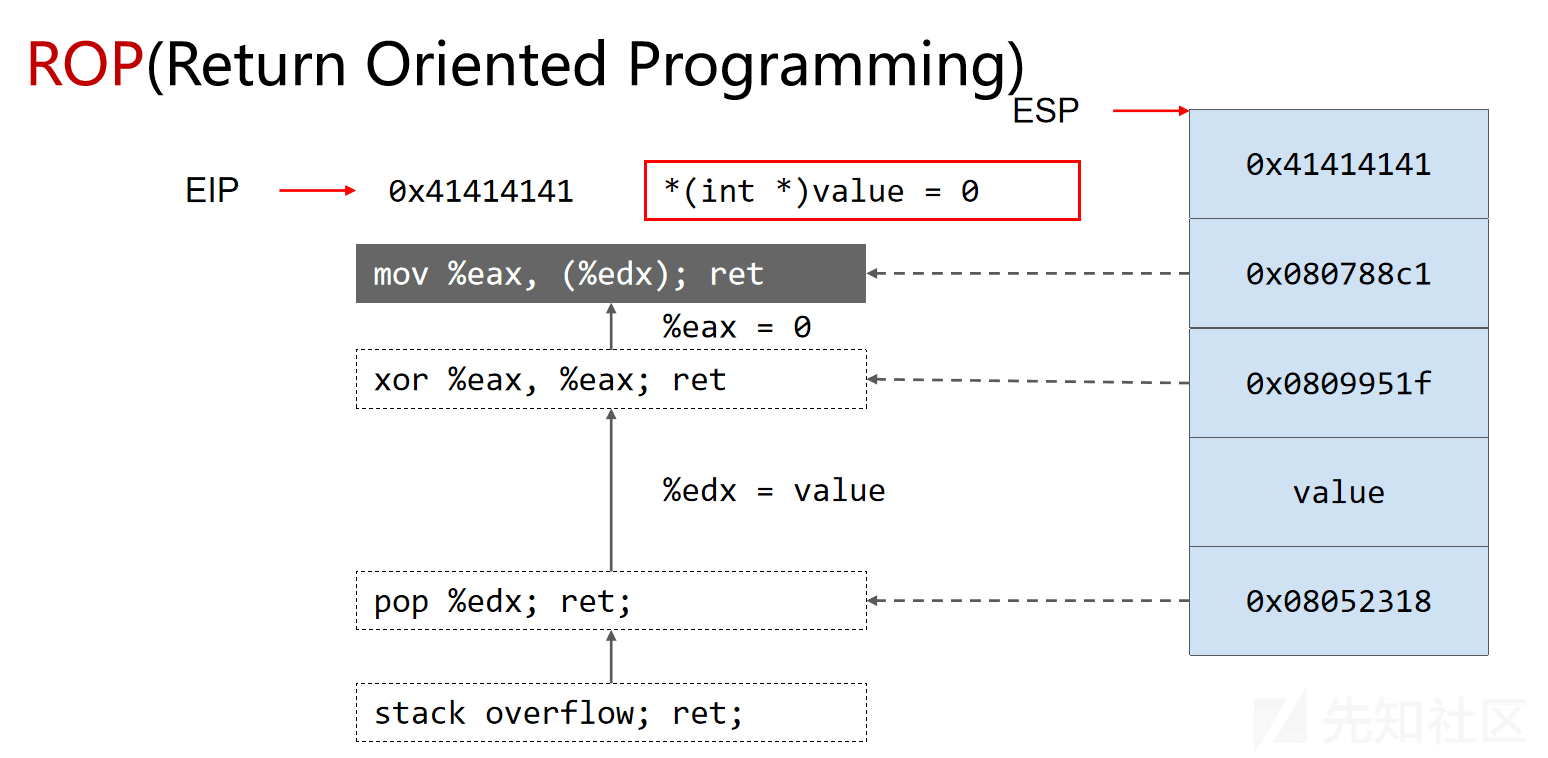 ROP(Return Oriented Programming)
ESP
0x41414141
EIP
0x41414141
*(int *)value = 0
mov %eax, (%edx); ret
0x080788c1
%eax = 0
xor %eax, %eax; ret
0x0809951f
%edx = value
value
pop %edx; ret;
0x08052318
stack overflow; ret;
先知社区